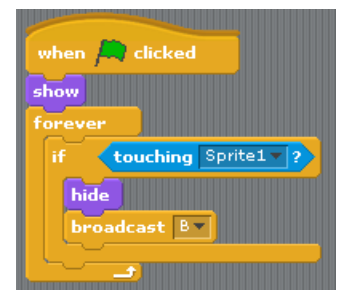 when clicked
show
forever
if touching Sprite1 ?
hide
broadcast B